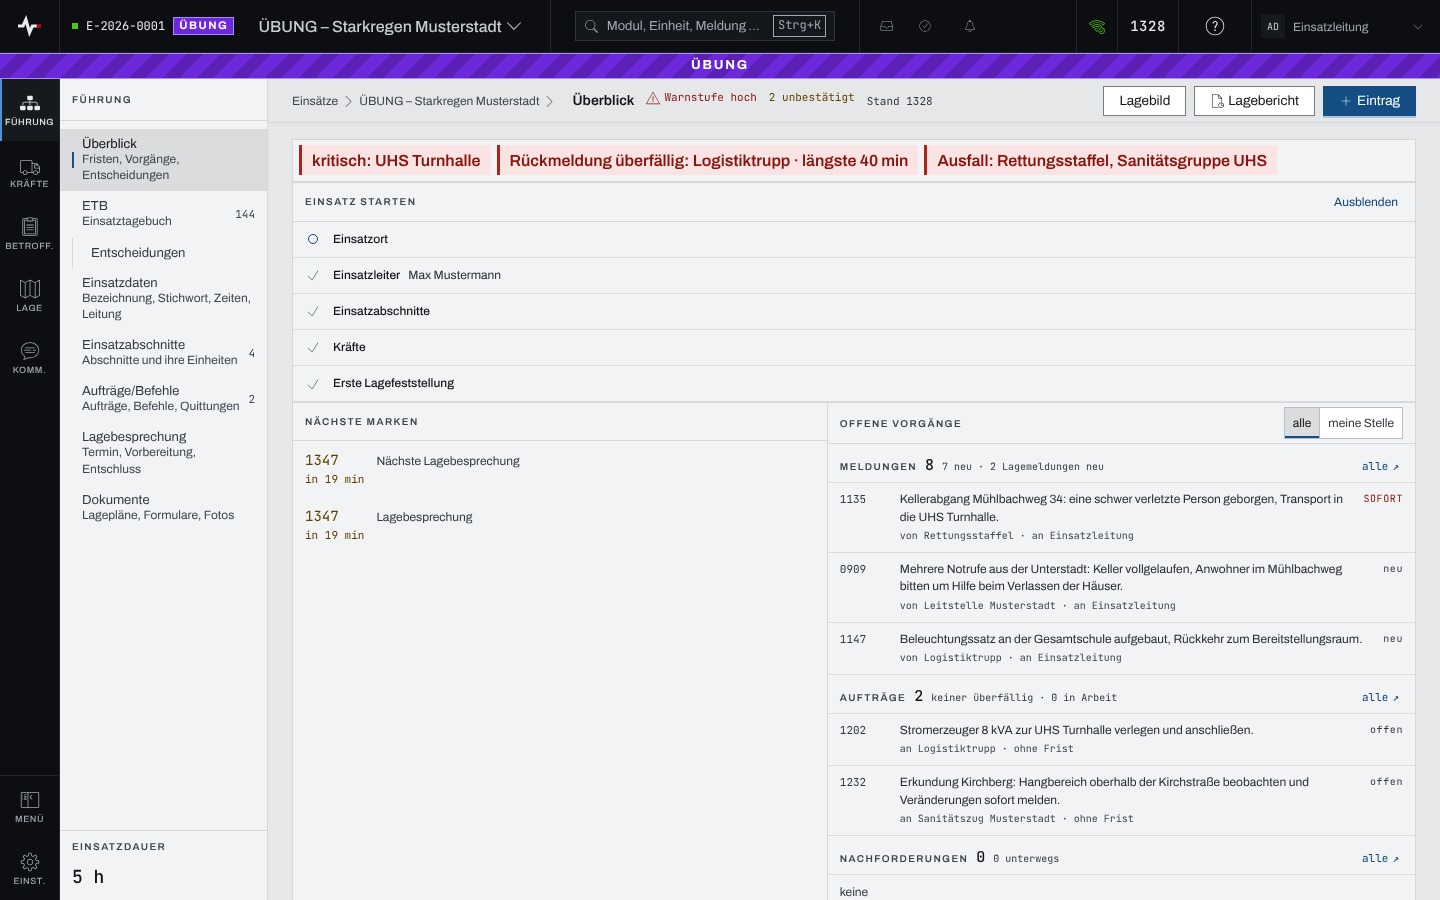 E-2026-0001 ÜBUNG ÜBUNG – Starkregen Musterstadt
Modul, Einheit, Meldung ... Strg+K
1328
?
AD Einsatzleitung
ÜBUNG
FÜHRUNG
KRÄFTE
BETROFF.
LAGE
KOMM.
MENÜ
EINST.
FÜHRUNG
Überblick
Fristen, Vorgänge,
Entscheidungen
ETB
Einsatztagebuch
144
Entscheidungen
Einsatzdaten
Bezeichnung, Stichwort, Zeiten,
Leitung
Einsatzabschnitte
Abschnitte und ihre Einheiten
4
Aufträge/Befehle
Aufträge, Befehle, Quittungen
2
Lagebesprechung
Termin, Vorbereitung,
Entschluss
Dokumente
Lagepläne, Formulare, Fotos
EINSATZDAUER
5 h
Einsätze ÜBUNG – Starkregen Musterstadt Überblick Warnstufe hoch 2 unbestätigt Stand 1328
Lagebild Lagebericht + Eintrag
kritisch: UHS Turnhalle Rückmeldung überfällig: Logistiktrupp · längste 40 min Ausfall: Rettungsstaffel, Sanitätsgruppe UHS
EINSATZ STARTEN Ausblenden
Einsatzort
Einsatzleiter Max Mustermann
Einsatzabschnitte
Kräfte
Erste Lagefeststellung
NÄCHSTE MARKEN
1347 Nächste Lagebesprechung
in 19 min
1347 Lagebesprechung
in 19 min
OFFENE VORGÄNGE alle meine Stelle
MELDUNGEN 8 7 neu · 2 Lagemeldungen neu alle ↗
1135 Kellerabgang Mühlbachweg 34: eine schwer verletzte Person geborgen, Transport in SOFORT
die UHS Turnhalle.
von Rettungsstaffel · an Einsatzleitung
0909 Mehrere Notrufe aus der Unterstadt: Keller vollgelaufen, Anwohner im Mühlbachweg neu
bitten um Hilfe beim Verlassen der Häuser.
von Leitstelle Musterstadt · an Einsatzleitung
1147 Beleuchtungssatz an der Gesamtschule aufgebaut, Rückkehr zum Bereitstellungsraum. neu
von Logistiktrupp · an Einsatzleitung
AUFTRÄGE 2 keiner überfällig · 0 in Arbeit alle ↗
1202 Stromerzeuger 8 kVA zur UHS Turnhalle verlegen und anschließen. offen
an Logistiktrupp · ohne Frist
1232 Erkundung Kirchberg: Hangbereich oberhalb der Kirchstraße beobachten und offen
Veränderungen sofort melden.
an Sanitätszug Musterstadt · ohne Frist
NACHFORDERUNGEN 0 0 unterwegs alle ↗
keine